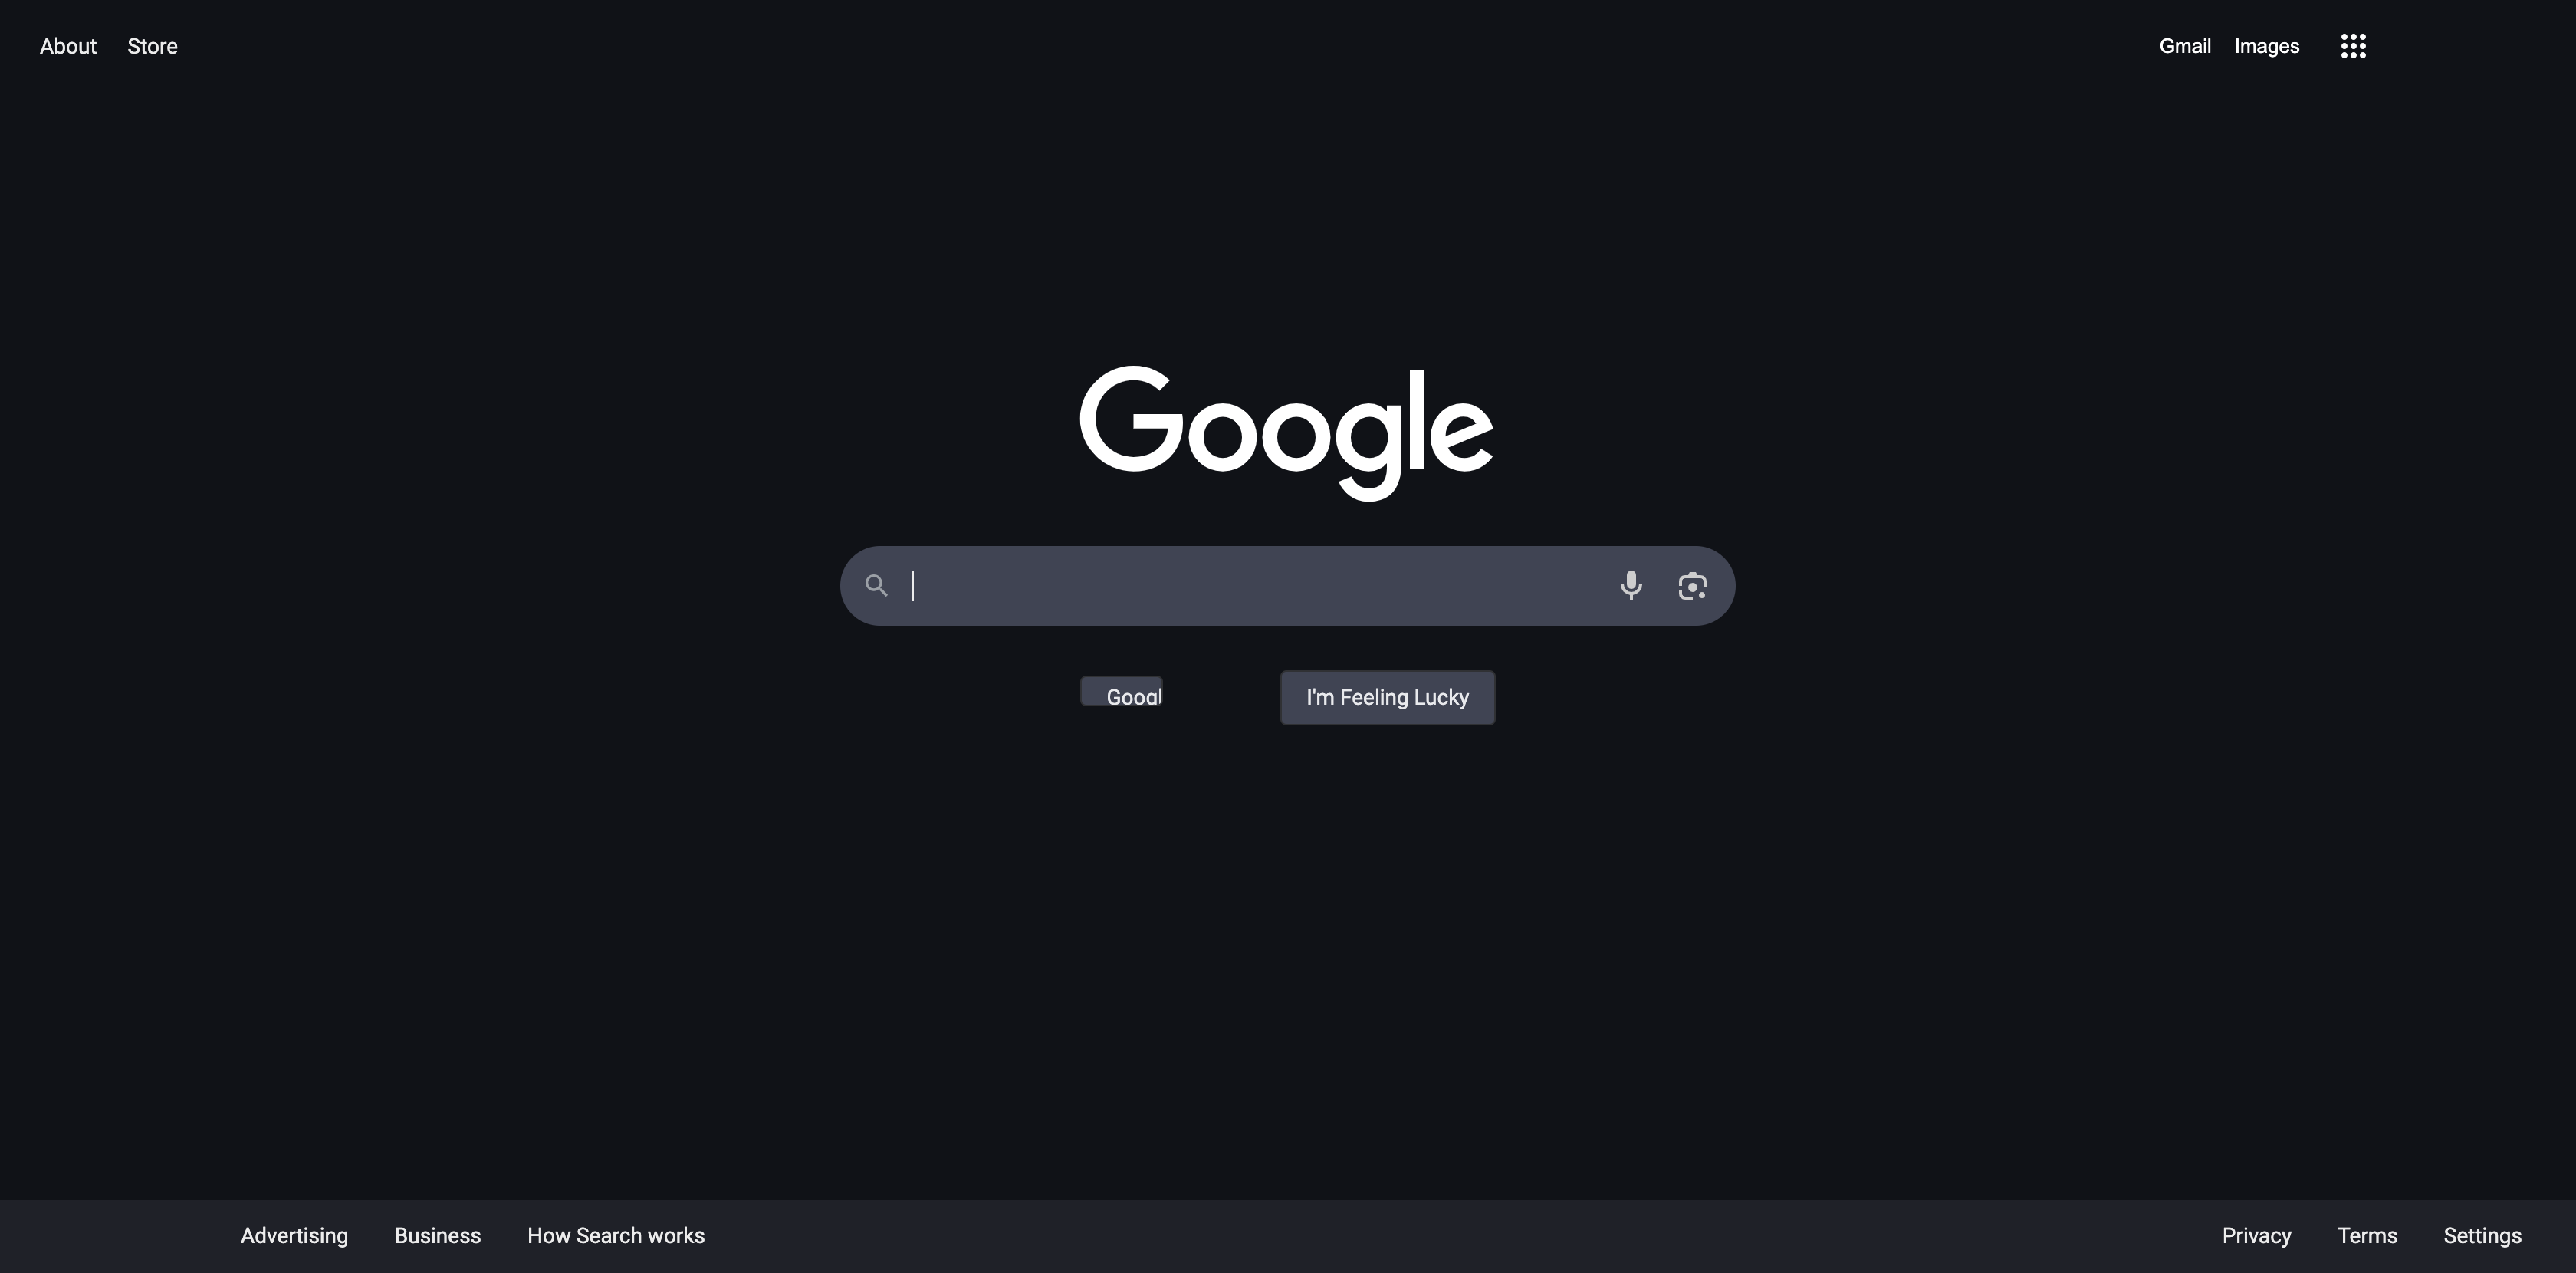 About Store Gmail Images
Google
Googl
I'm Feeling Lucky
Advertising Business How Search works Privacy Terms Settings